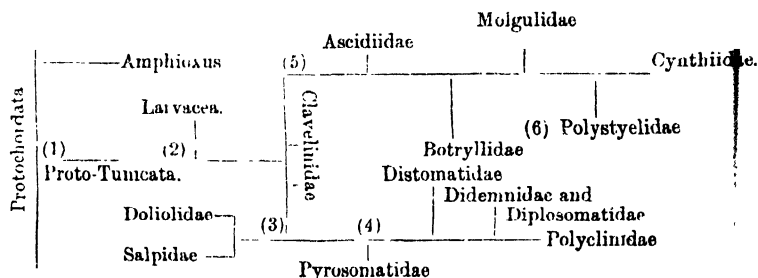 Molgulidae
Ascidiidae
Amphioxus
(5)
Cynthiidae.
Larvacea.
Protochordata
Clavelinidae
(1)
(2)
(6) Polystyelidae
Proto-Tunicata.
Botryllidae
Distomatidae
Didemnidae and
Diplosomatidae
Doliolidae
(3)
(4)
Polyclinidae
Salpidae
Pyrosomatidae